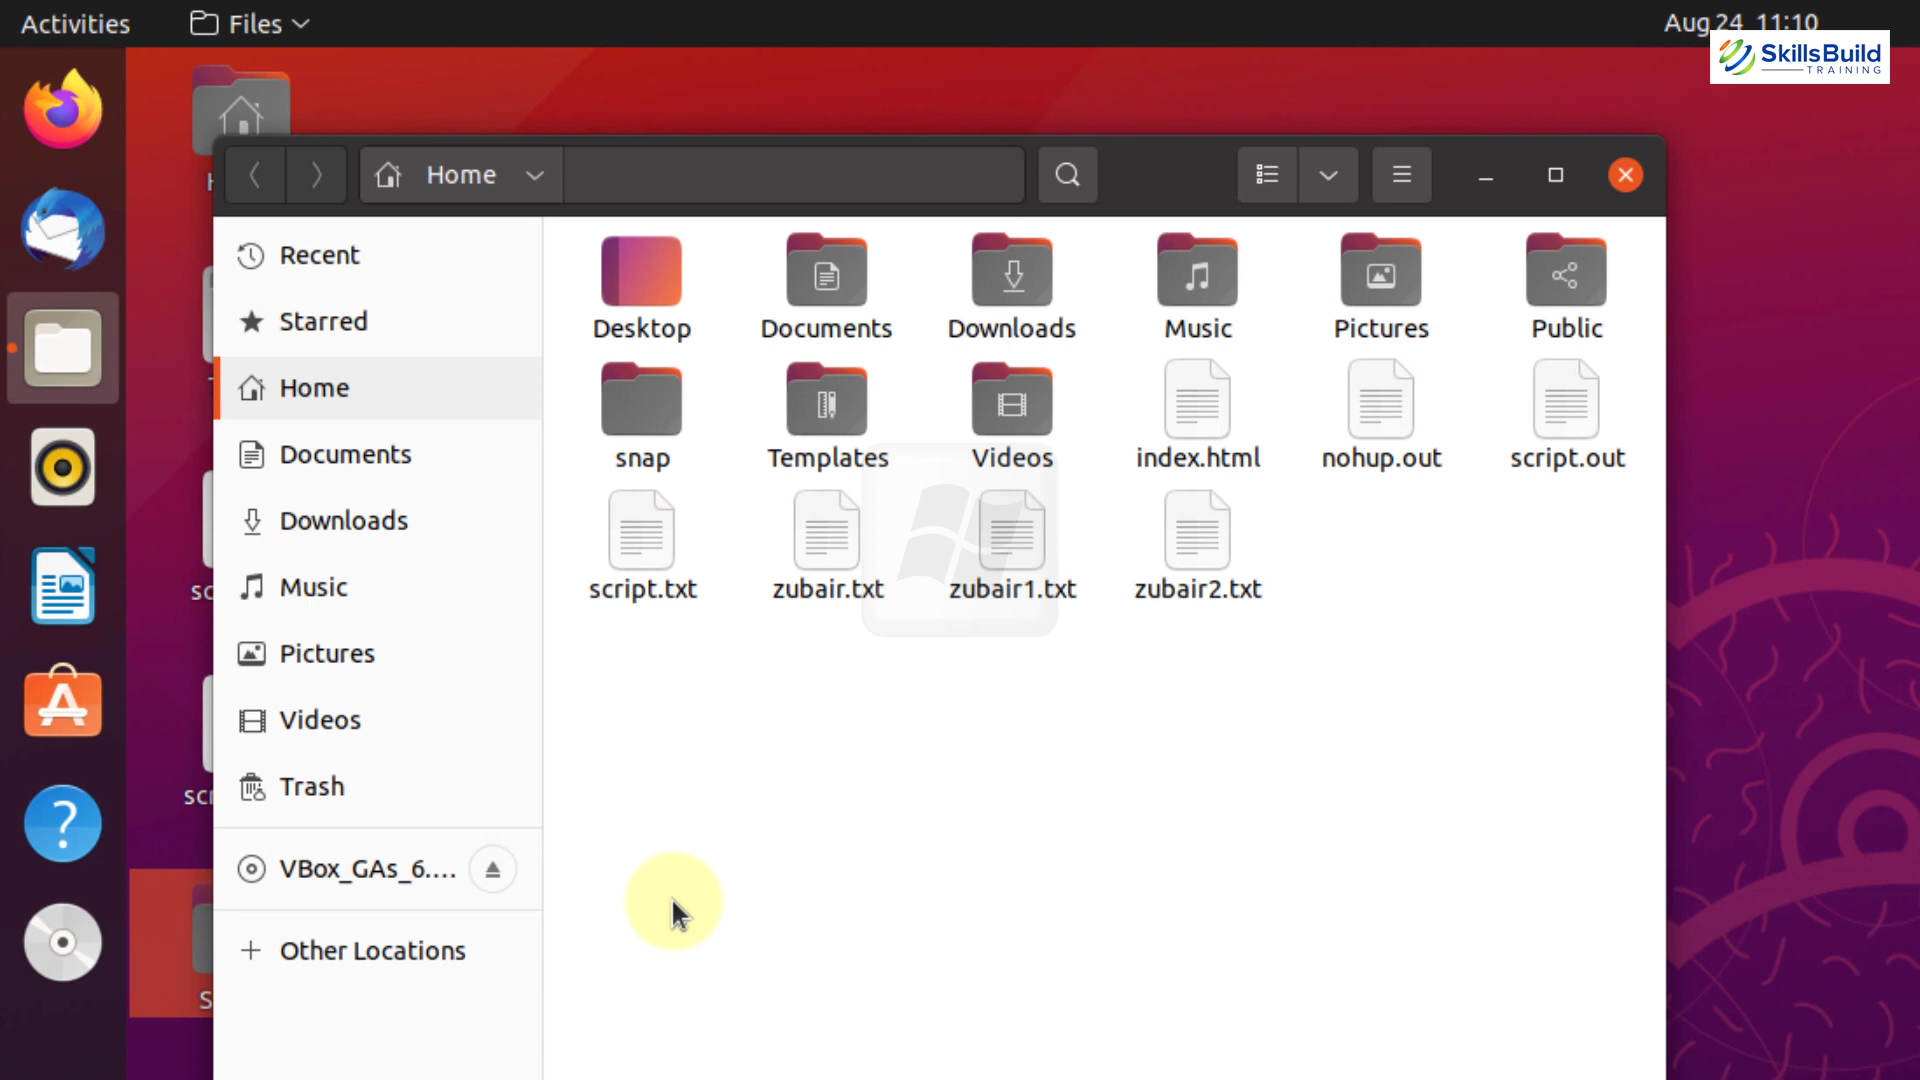 Activities
Files
Aug 24 11:10
SkillsBuild
TRAINING
Home
Recent
Starred
Home
Documents
Downloads
Music
Pictures
Videos
Trash
VBox_GAs_6....
Other Locations
Desktop
Documents
Downloads
Music
Pictures
Public
snap
Templates
Videos
index.html
nohup.out
script.out
script.txt
zubair.txt
zubair1.txt
zubair2.txt